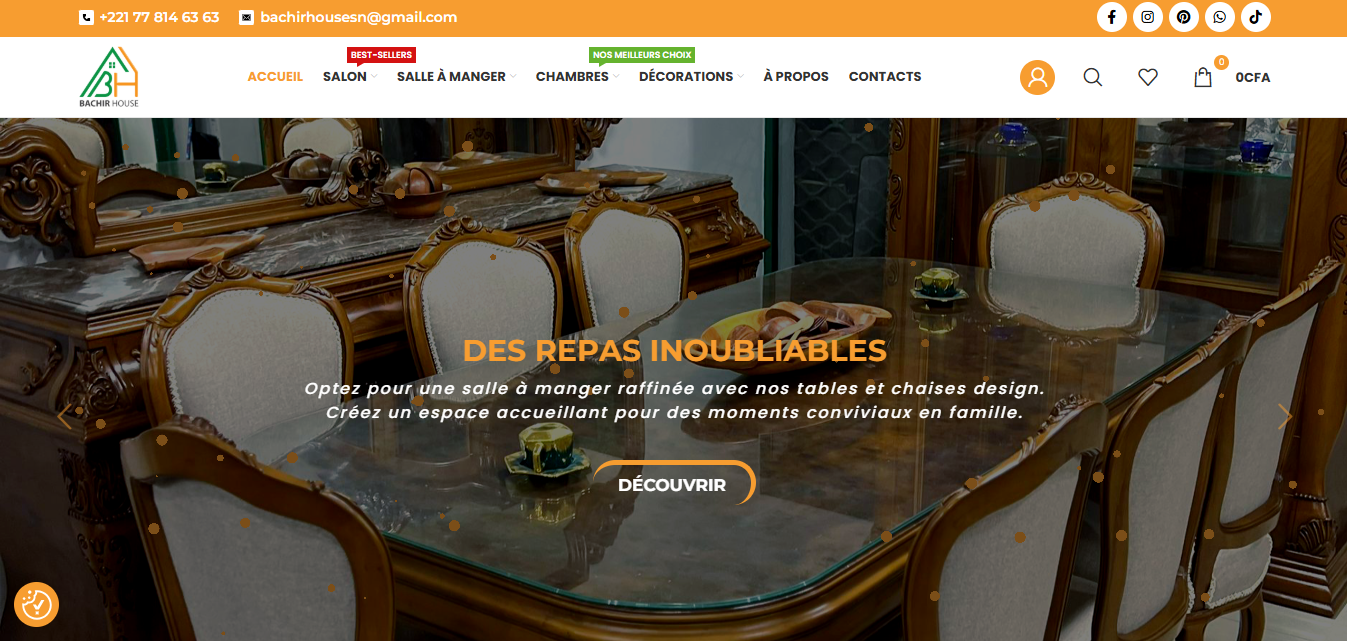 +221 77 814 63 63 bachirhousesn@gmail.com
BEST-SELLERS NOS MEILLEURS CHOIX
ACCUEIL SALON SALLE À MANGER CHAMBRES DÉCORATIONS À PROPOS CONTACTS 0 0CFA
BH
BACHIR HOUSE
DES REPAS INOUBLIABLES
Optez pour une salle à manger raffinée avec nos tables et chaises design.
Créez un espace accueillant pour des moments conviviaux en famille.
DÉCOUVRIR